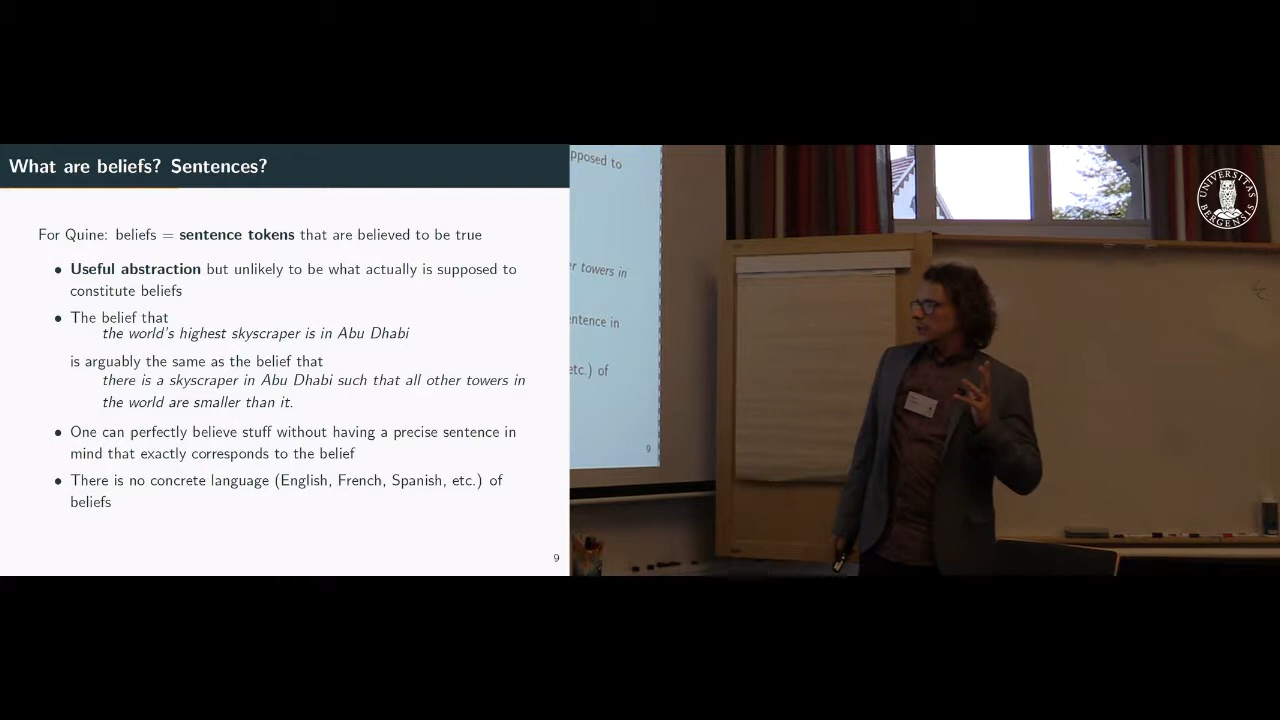 What are beliefs? Sentences?
For Quine: beliefs = sentence tokens that are believed to be true
• Useful abstraction but unlikely to be what actually is supposed to
constitute beliefs
• The belief that
the world's highest skyscraper is in Abu Dhabi
is arguably the same as the belief that
there is a skyscraper in Abu Dhabi such that all other towers in
the world are smaller than it.
• One can perfectly believe stuff without having a precise sentence in
mind that exactly corresponds to the belief
• There is no concrete language (English, French, Spanish, etc.) of
beliefs
9
pposed to
er towers in
entence in
etc.) of
9
UNIVERSITAS
BERGENSIS